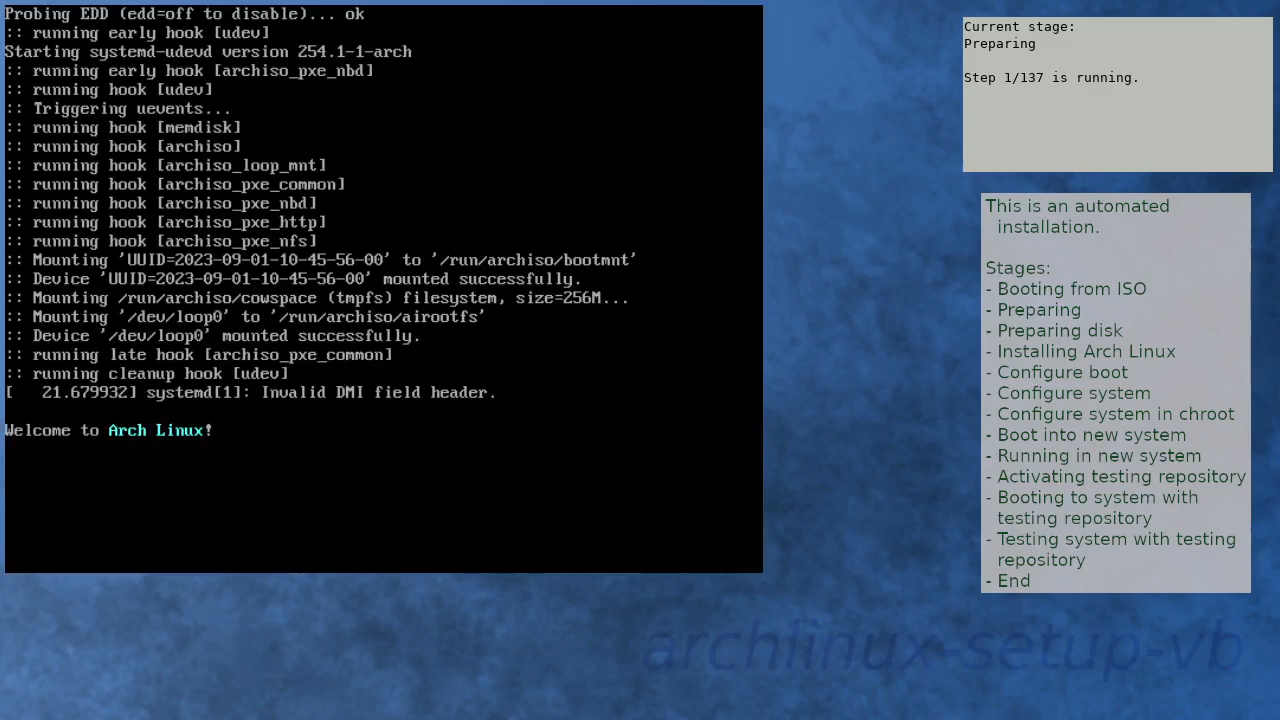 Probing EDD (edd=off to disable)... ok
:: running early hook [udev]
Starting systemd-udevd version 254.1-1-arch
:: running early hook [archiso_pxe_nbd]
:: running hook [udev]
:: Triggering uevents...
:: running hook [memdisk]
:: running hook [archiso]
:: running hook [archiso_loop_mnt]
:: running hook [archiso_pxe_common]
:: running hook [archiso_pxe_nbd]
:: running hook [archiso_pxe_http]
:: running hook [archiso_pxe_nfs]
:: Mounting 'UUID=2023-09-01-10-45-56-00' to '/run/archiso/bootmnt'
:: Device 'UUID=2023-09-01-10-45-56-00' mounted successfully.
:: Mounting /run/archiso/cowspace (tmpfs) filesystem, size=256M...
:: Mounting '/dev/loop0' to '/run/archiso/airootfs'
:: Device '/dev/loop0' mounted successfully.
:: running late hook [archiso_pxe_common]
:: running cleanup hook [udev]
[   21.679932] systemd[1]: Invalid DMI field header.
Welcome to Arch Linux!
Current stage:
Preparing
Step 1/137 is running.
This is an automated
installation.
Stages:
- Booting from ISO
- Preparing
- Preparing disk
- Installing Arch Linux
- Configure boot
- Configure system
- Configure system in chroot
- Boot into new system
- Running in new system
- Activating testing repository
- Booting to system with
testing repository
- Testing system with testing
repository
- End
archlinux-setup-vb